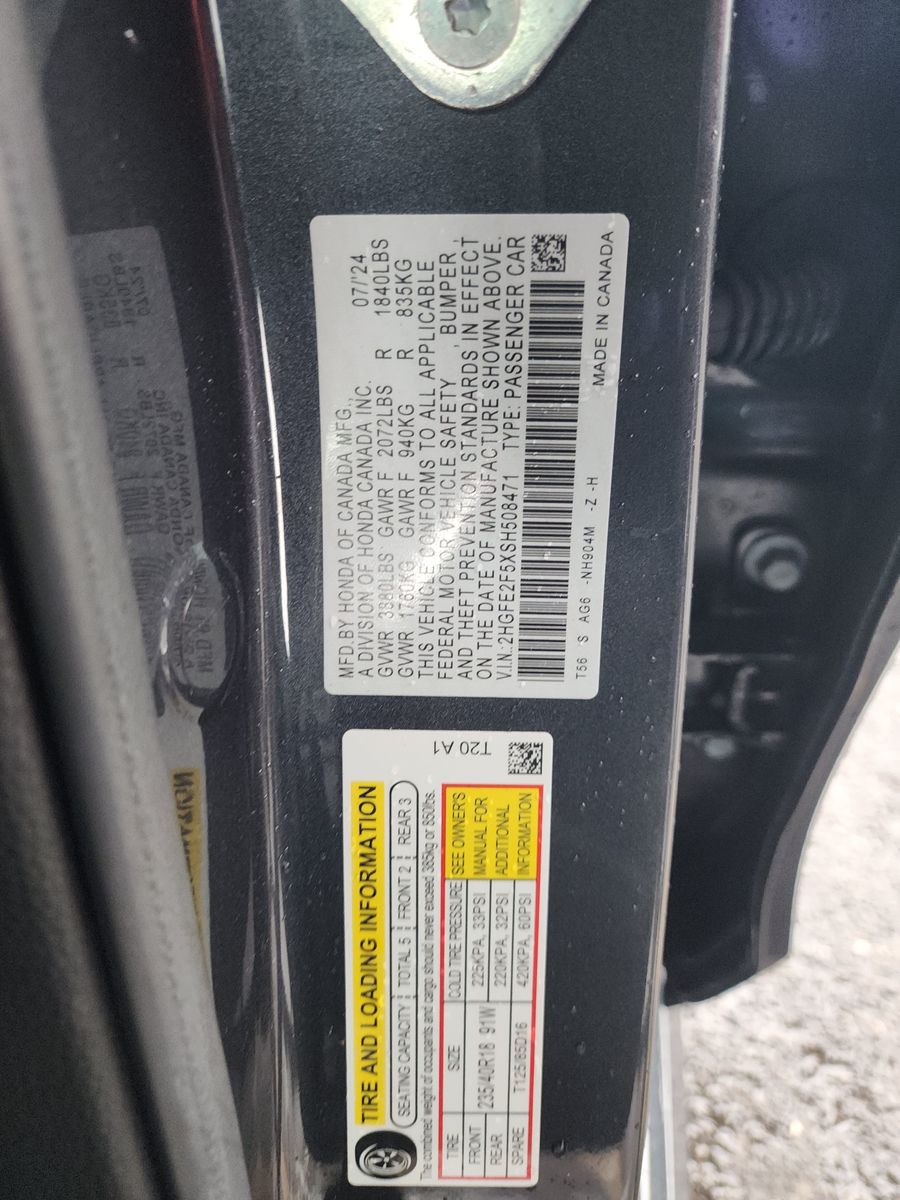 MFD.BY HONDA OF CANADA MFG., 07/'24
A DIVISION OF HONDA CANADA INC.
GVWR 3880LBS GAWR F 2072LBS R 1840LBS
GVWR 1760KG GAWR F 940KG R 835KG
THIS VEHICLE CONFORMS TO ALL APPLICABLE
FEDERAL MOTOR VEHICLE SAFETY, BUMPER,
AND THEFT PREVENTION STANDARDS IN EFFECT
ON THE DATE OF MANUFACTURE SHOWN ABOVE.
V.I.N.:2HGFE2F5XSH508471 TYPE: PASSENGER CAR
T56 S AG6 -NH904M -Z -H
MADE IN CANADA
TIRE AND LOADING INFORMATION
SEATING CAPACITY TOTAL 5 FRONT 2 REAR 3
The combined weight of occupants and cargo should never exceed 385kg or 850lbs.
TIRE SIZE COLD TIRE PRESSURE SEE OWNER'S MANUAL FOR ADDITIONAL INFORMATION
FRONT 235/40R18 91W 225KPA, 33PSI
REAR 220KPA, 32PSI
SPARE T125/85D16 420KPA, 60PSI
T20 A1